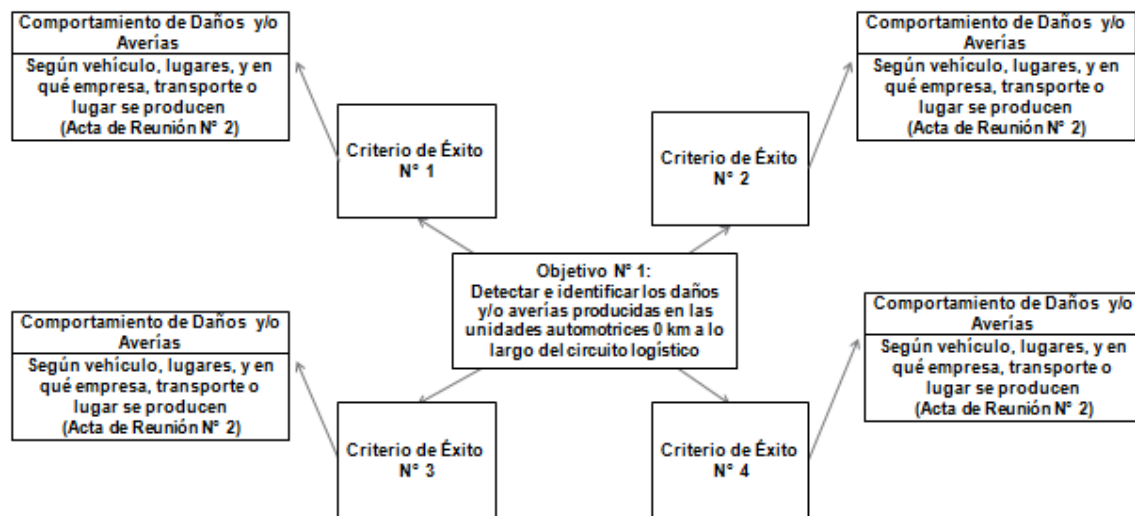 Comportamiento de Daños y/o
Averías
Según vehículo, lugares, y en
qué empresa, transporte o
lugar se producen
(Acta de Reunión N° 2)
Comportamiento de Daños y/o
Averías
Según vehículo, lugares, y en
qué empresa, transporte o
lugar se producen
(Acta de Reunión N° 2)
Criterio de Éxito
N° 1
Criterio de Éxito
N° 2
Objetivo N° 1:
Detectar e identificar los daños
y/o averías producidas en las
unidades automotrices 0 km a lo
largo del circuito logístico
Comportamiento de Daños y/o
Averías
Según vehículo, lugares, y en
qué empresa, transporte o
lugar se producen
(Acta de Reunión N° 2)
Comportamiento de Daños y/o
Averías
Según vehículo, lugares, y en
qué empresa, transporte o
lugar se producen
(Acta de Reunión N° 2)
Criterio de Éxito
N° 3
Criterio de Éxito
N° 4